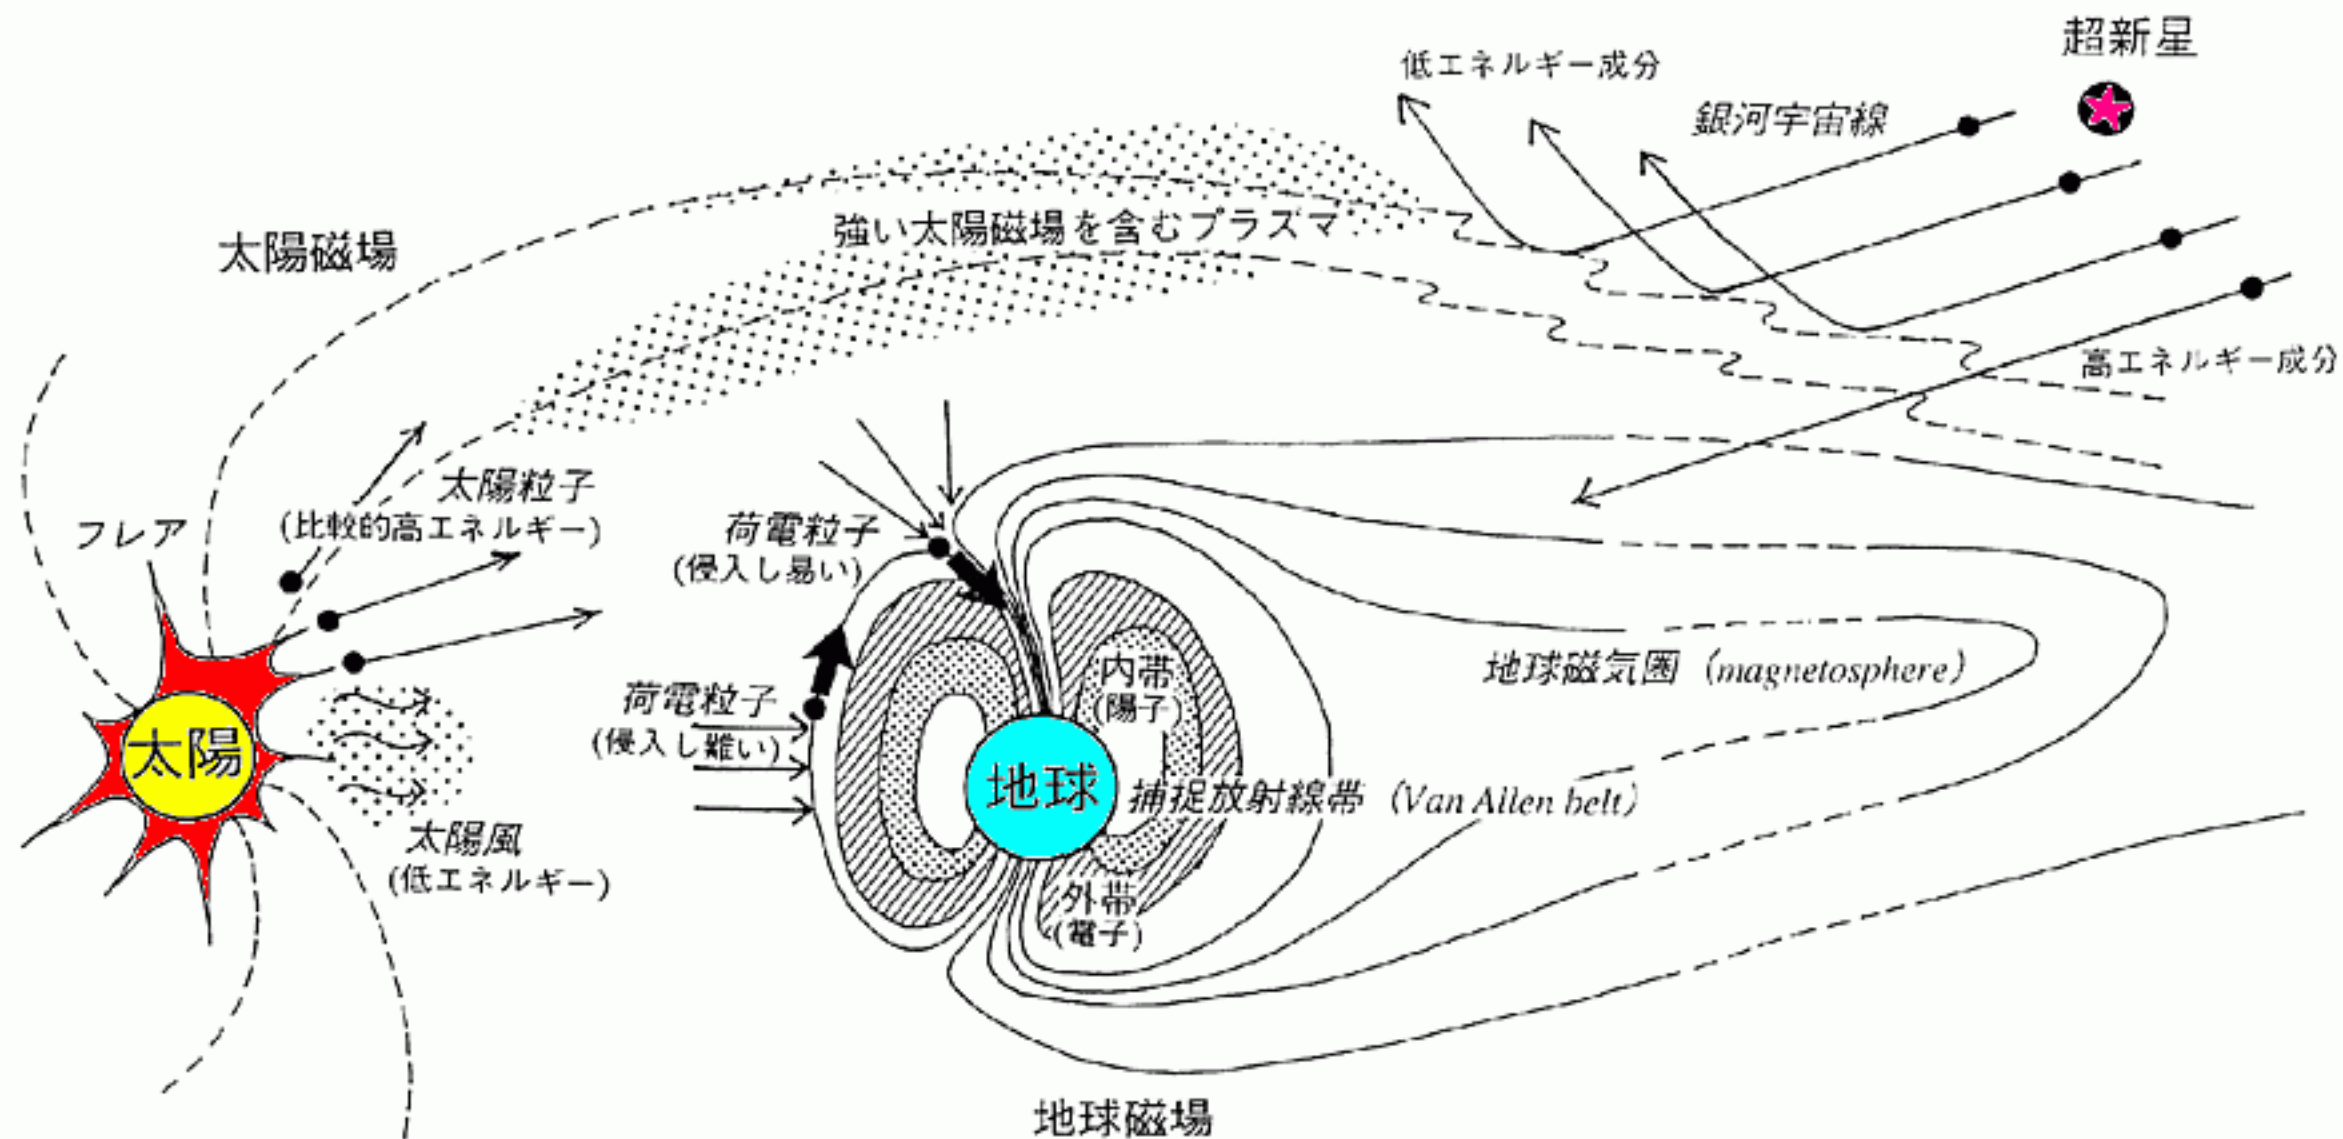 超新星
低エネルギー成分
銀河宇宙線
強い太陽磁場を含むプラズマ
太陽磁場
高エネルギー成分
太陽粒子
(比較的高エネルギー)
フレア
荷電粒子
(侵入し易い)
内帯
(陽子)
地球磁気圏 (magnetosphere)
荷電粒子
(侵入し難い)
太陽
地球
捕捉放射線帯 (Van Allen belt)
太陽風
(低エネルギー)
外帯
(電子)
地球磁場